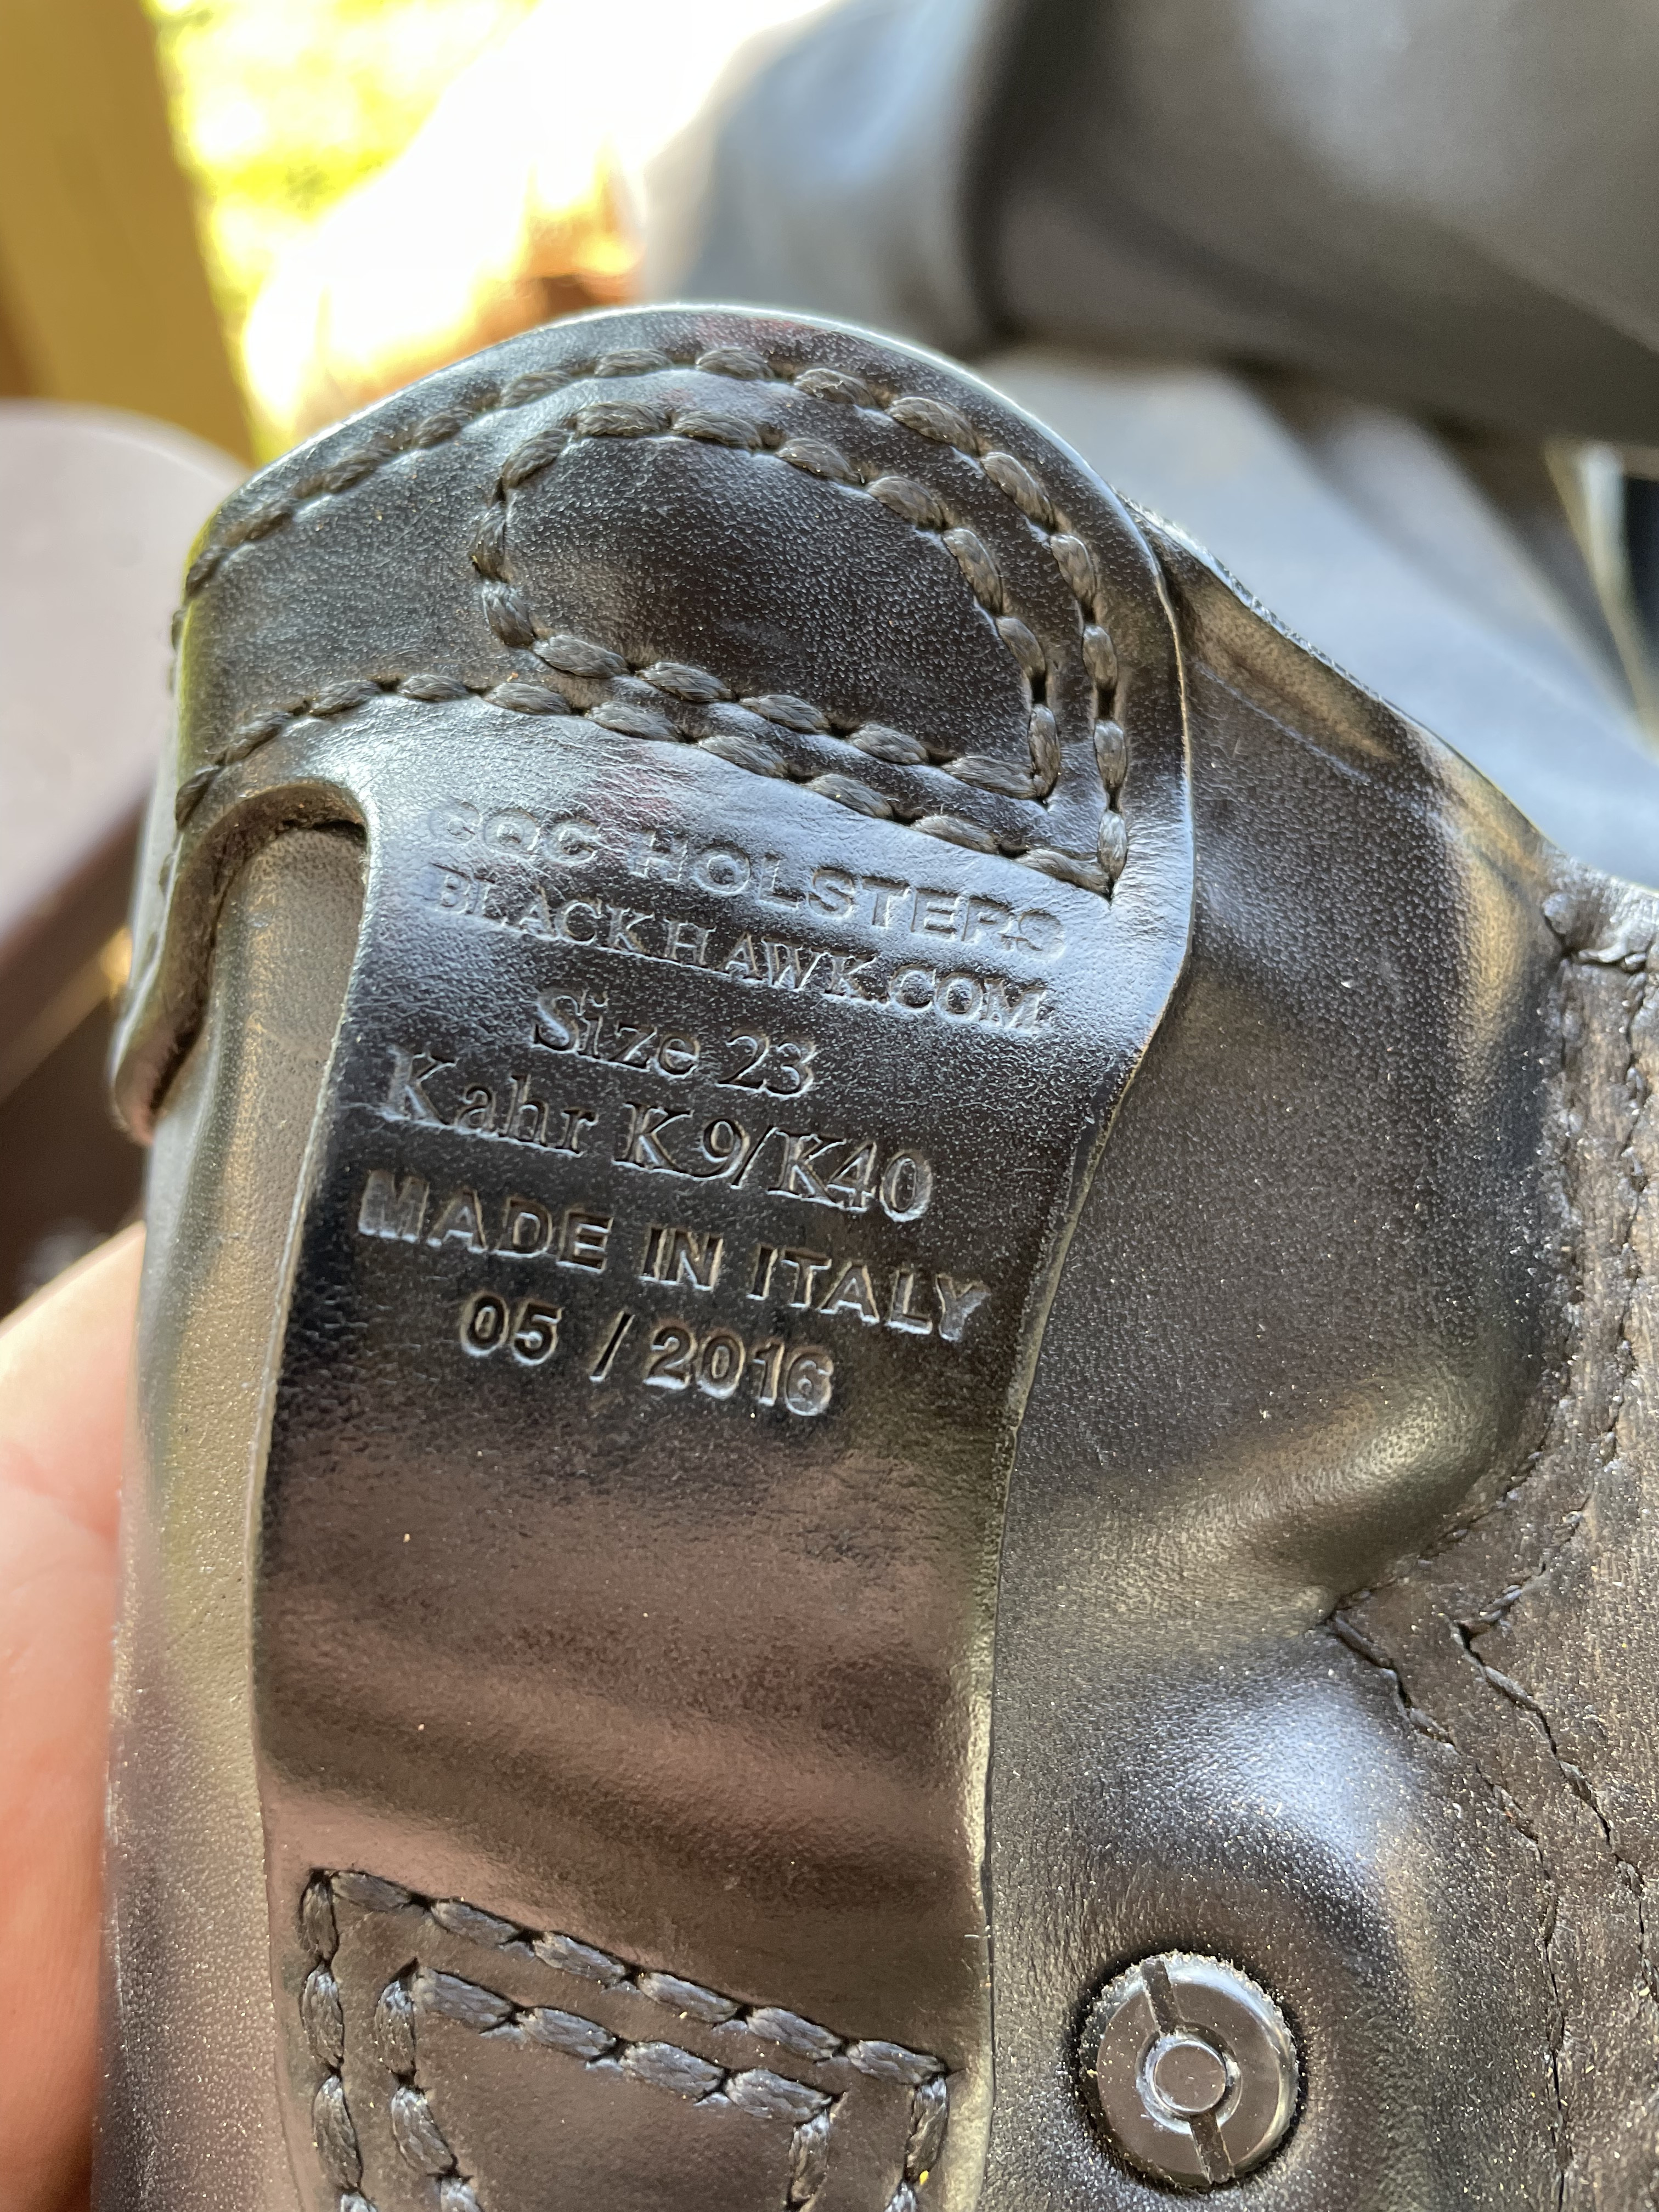 CQC HOLSTERS
BLACKHAWK.COM
Size 23
Kahr K9/K40
MADE IN ITALY
05 / 2016